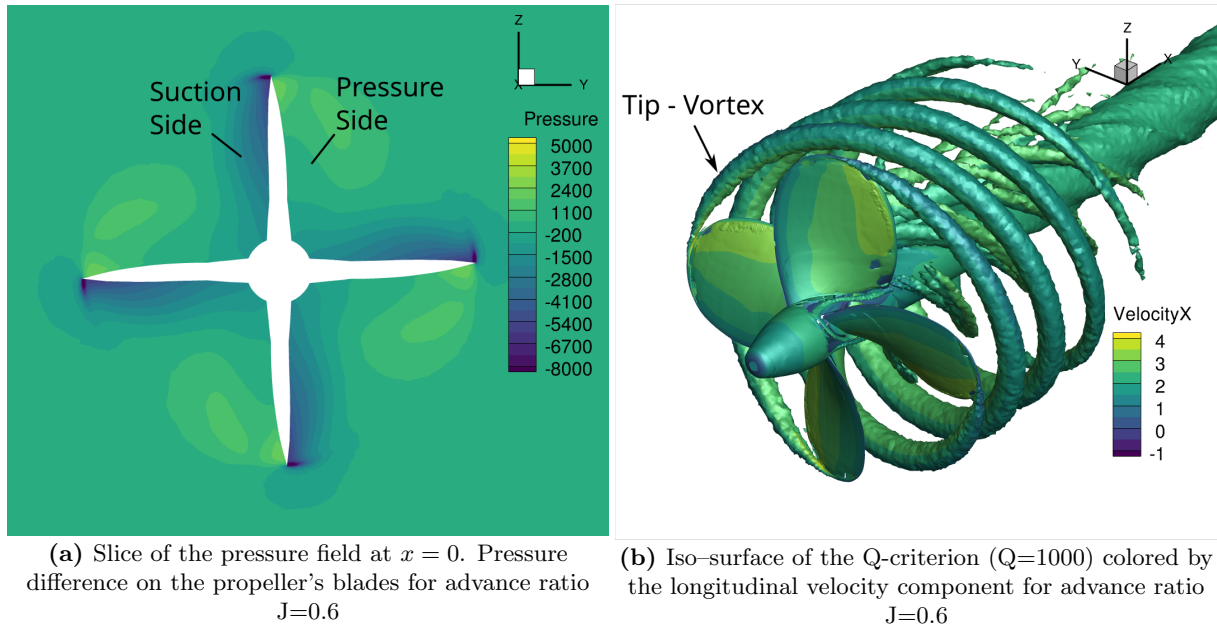 Suction
Side
Pressure
Side
Z
X
Y
Pressure
5000
3700
2400
1100
-200
-1500
-2800
-4100
-5400
-6700
-8000
(a) Slice of the pressure field at x = 0. Pressure
difference on the propeller's blades for advance ratio
J=0.6
Tip - Vortex
Z
Y
X
VelocityX
4
3
2
1
0
-1
(b) Iso–surface of the Q-criterion (Q=1000) colored by
the longitudinal velocity component for advance ratio
J=0.6